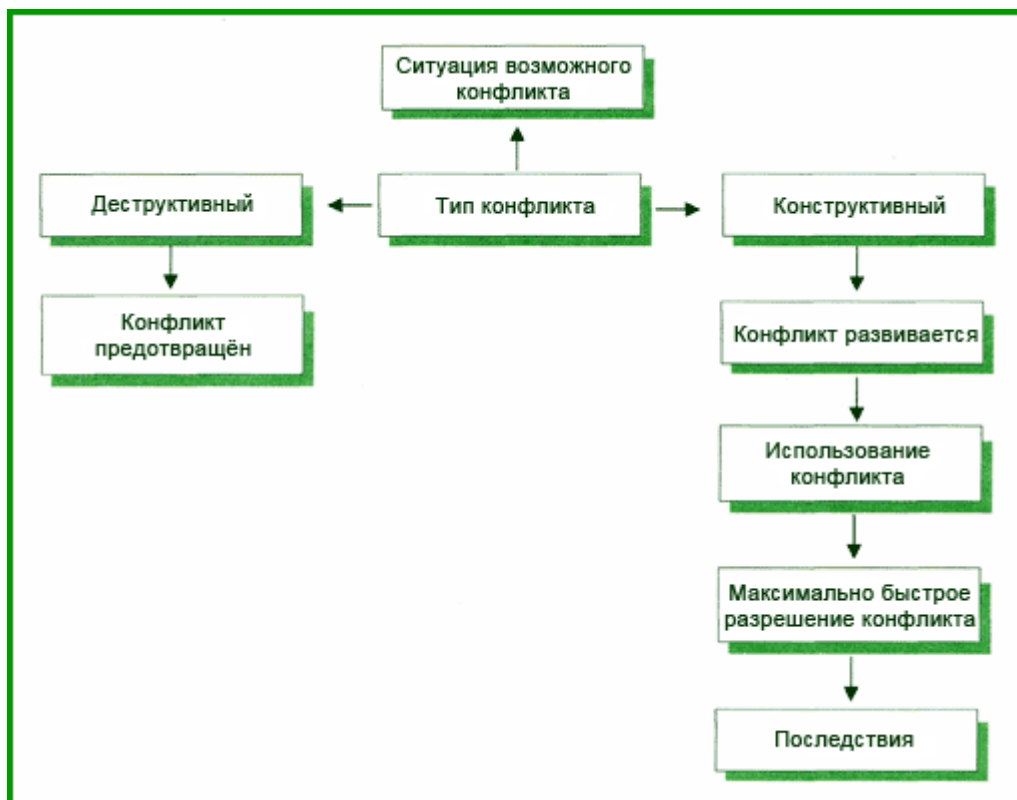 Ситуация возможного
конфликта
Деструктивный
Тип конфликта
Конструктивный
Конфликт
предотвращён
Конфликт развивается
Использование
конфликта
Максимально быстрое
разрешение конфликта
Последствия